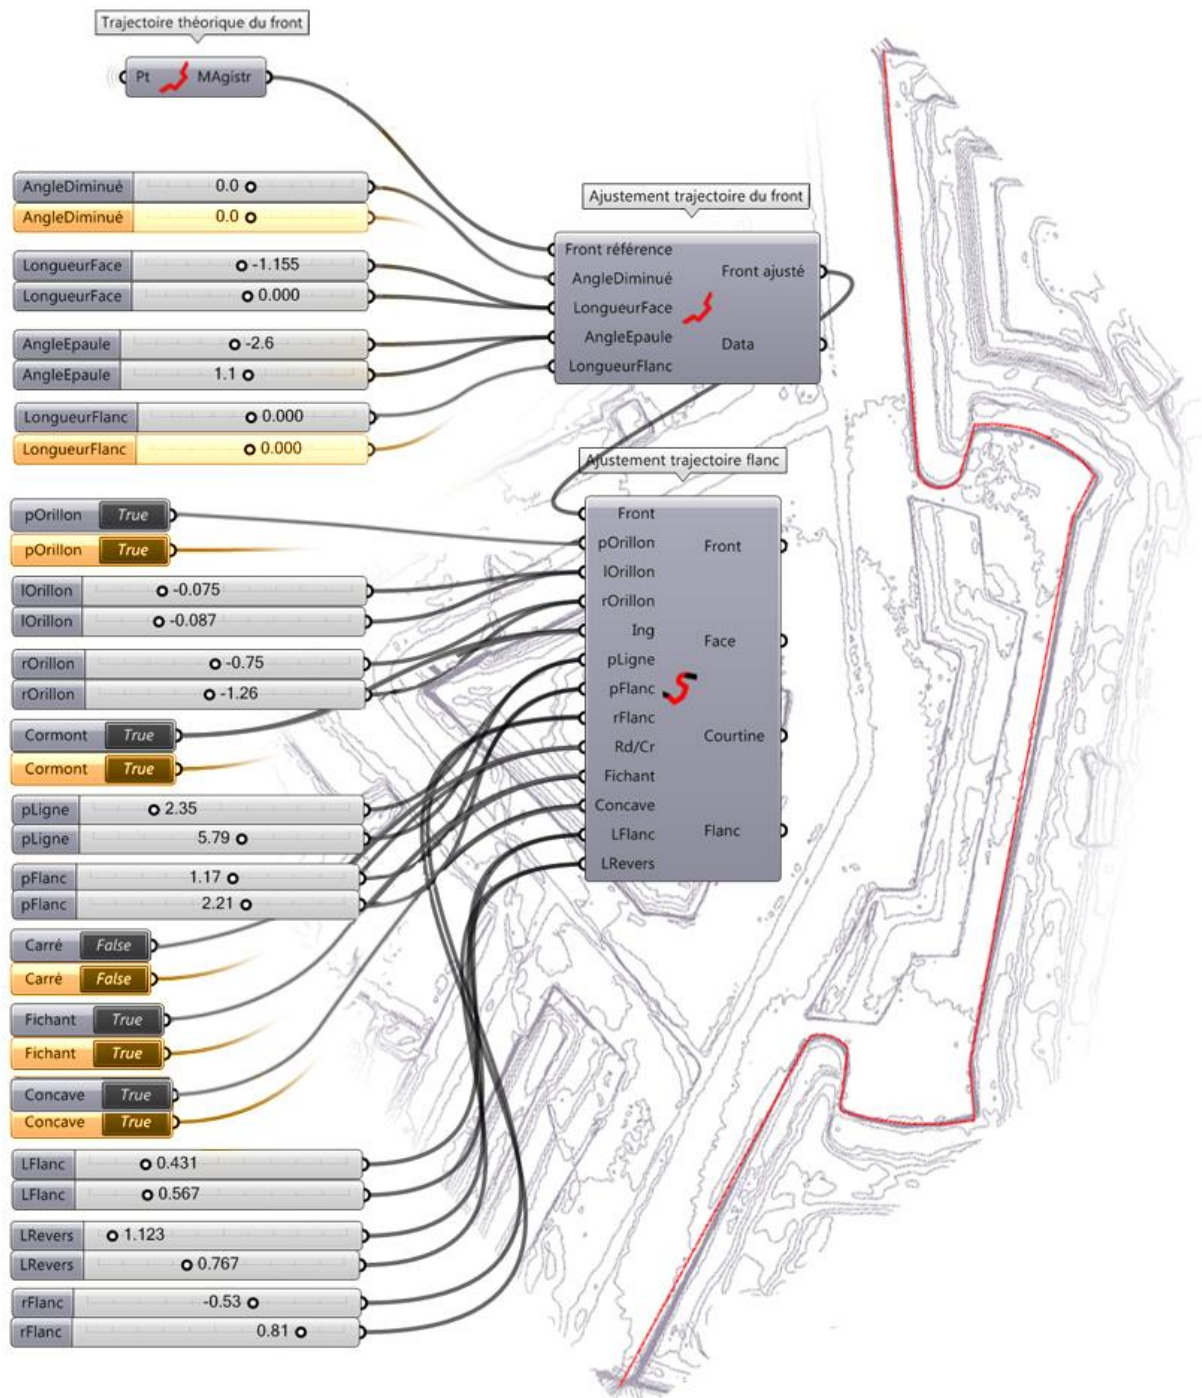 Trajectoire théorique du front
Pt MAgistr
AngleDiminué 0.0
AngleDiminué 0.0
LongueurFace -1.155
LongueurFace 0.000
AngleEpaule -2.6
AngleEpaule 1.1
LongueurFlanc 0.000
LongueurFlanc 0.000
Ajustement trajectoire du front
Front référence
AngleDiminué
LongueurFace
AngleEpaule
LongueurFlanc
Front ajusté
Data
pOrillon True
pOrillon True
lOrillon -0.075
lOrillon -0.087
rOrillon -0.75
rOrillon -1.26
Cormont True
Cormont True
pLigne 2.35
pLigne 5.79
pFlanc 1.17
pFlanc 2.21
Carré False
Carré False
Fichant True
Fichant True
Concave True
Concave True
LFlanc 0.431
LFlanc 0.567
LRevers 1.123
LRevers 0.767
rFlanc -0.53
rFlanc 0.81
Ajustement trajectoire flanc
Front
pOrillon
lOrillon
rOrillon
Ing
pLigne
pFlanc
rFlanc
Rd/Cr
Fichant
Concave
LFlanc
LRevers
Front
Face
Courtine
Flanc